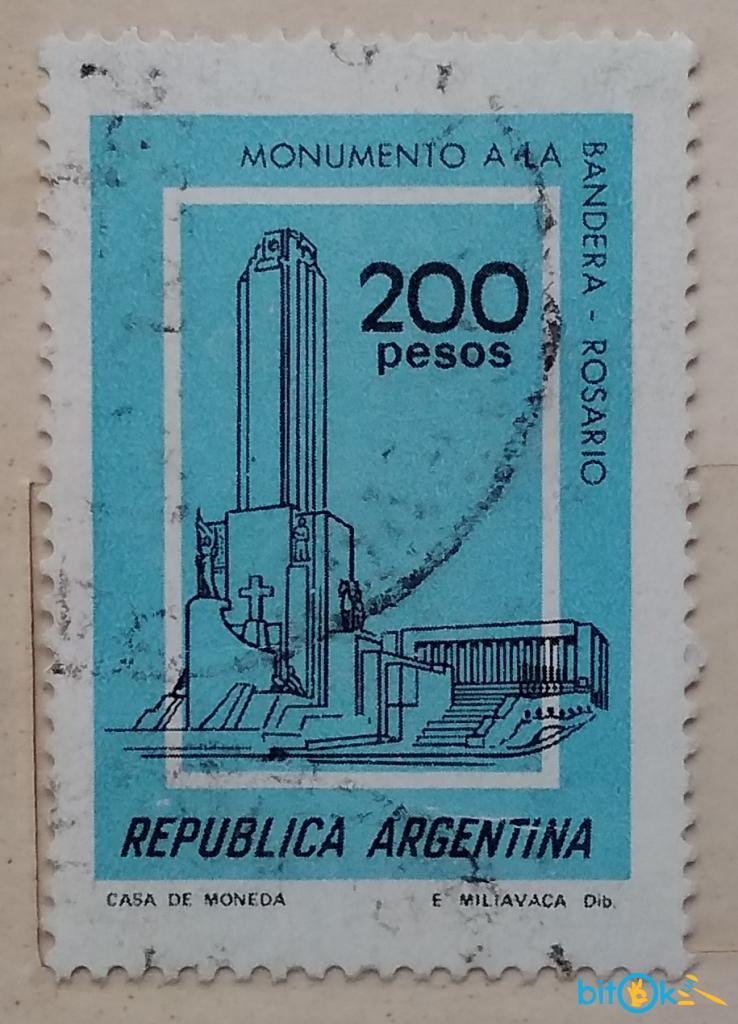 MONUMENTO A LA
BANDERA - ROSARIO
200
pesos
REPUBLICA ARGENTINA
CASA DE MONEDA
E MILIAVACA Dib.
bitOk